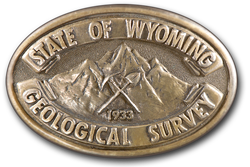 STATE OF WYOMING
1933
GEOLOGICAL SURVEY